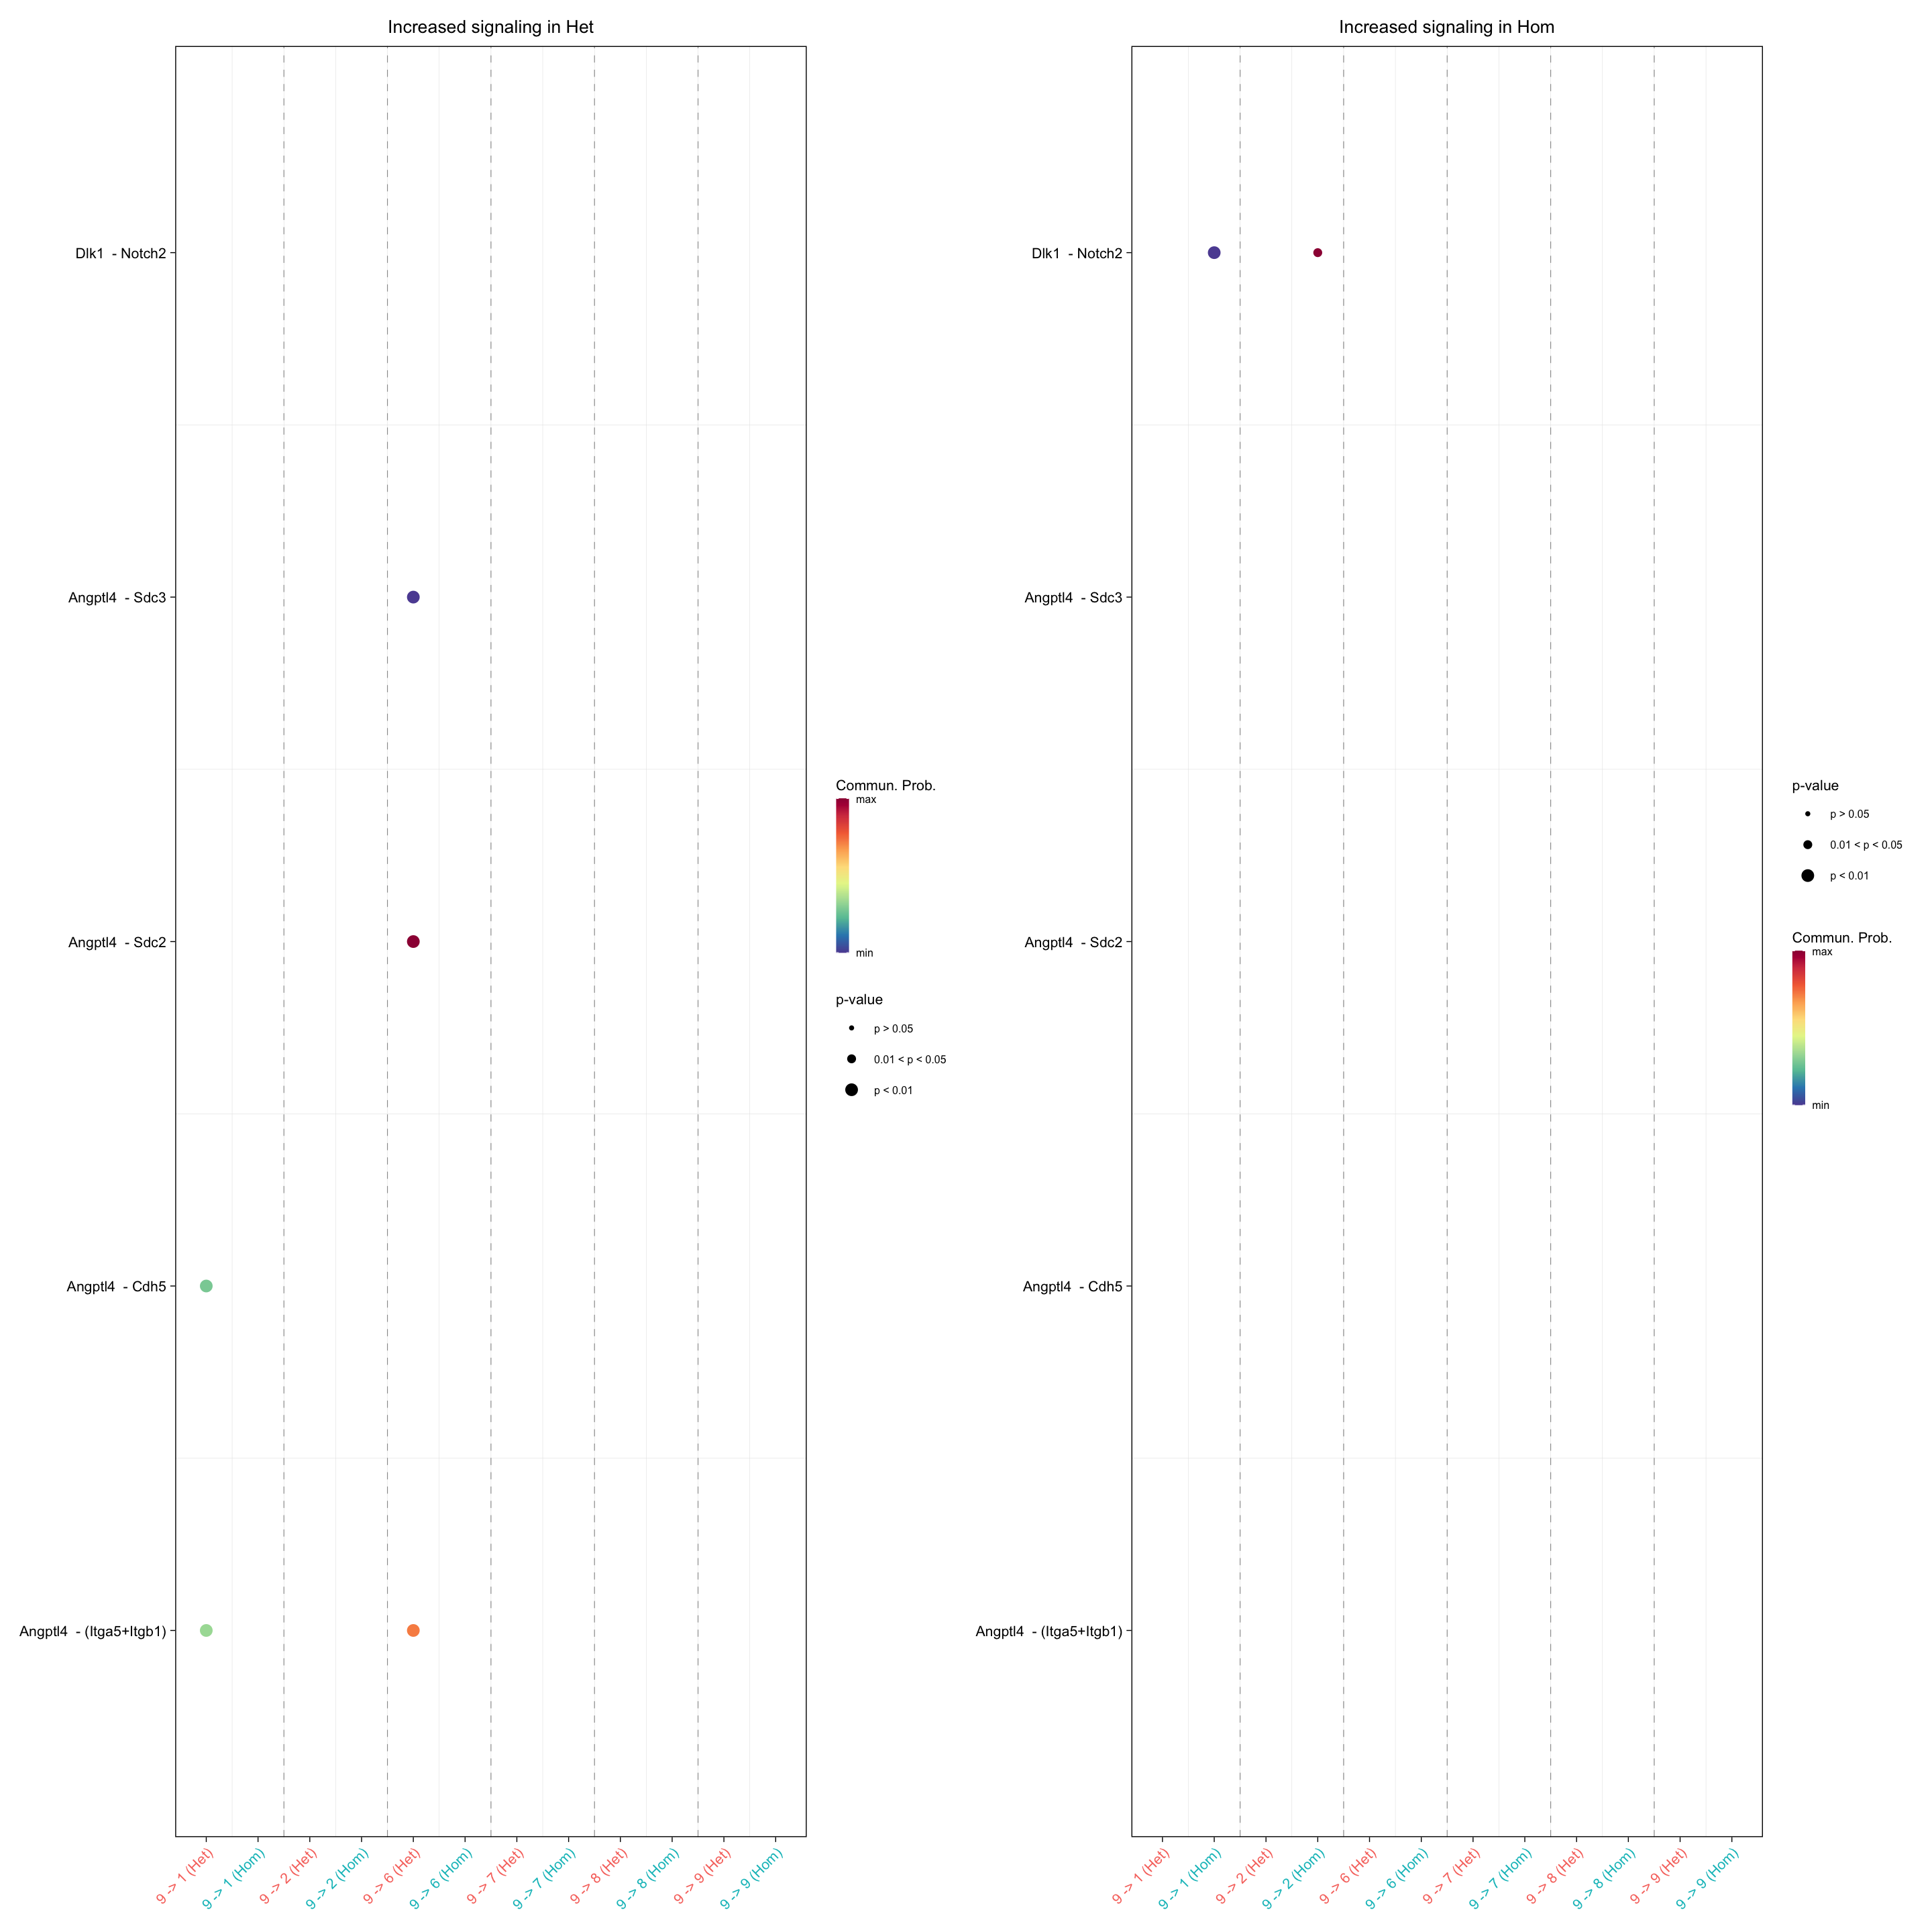 Increased signaling in Het
Dlk1 - Notch2
Angptl4 - Sdc3
Angptl4 - Sdc2
Angptl4 - Cdh5
Angptl4 - (Itga5+Itgb1)
9 -> 1 (Het)
9 -> 1 (Hom)
9 -> 2 (Het)
9 -> 2 (Hom)
9 -> 6 (Het)
9 -> 6 (Hom)
9 -> 7 (Het)
9 -> 7 (Hom)
9 -> 8 (Het)
9 -> 8 (Hom)
9 -> 9 (Het)
9 -> 9 (Hom)
Commun. Prob.
max
min
p-value
p > 0.05
0.01 < p < 0.05
p < 0.01
Increased signaling in Hom
Dlk1 - Notch2
Angptl4 - Sdc3
Angptl4 - Sdc2
Angptl4 - Cdh5
Angptl4 - (Itga5+Itgb1)
9 -> 1 (Het)
9 -> 1 (Hom)
9 -> 2 (Het)
9 -> 2 (Hom)
9 -> 6 (Het)
9 -> 6 (Hom)
9 -> 7 (Het)
9 -> 7 (Hom)
9 -> 8 (Het)
9 -> 8 (Hom)
9 -> 9 (Het)
9 -> 9 (Hom)
p-value
p > 0.05
0.01 < p < 0.05
p < 0.01
Commun. Prob.
max
min